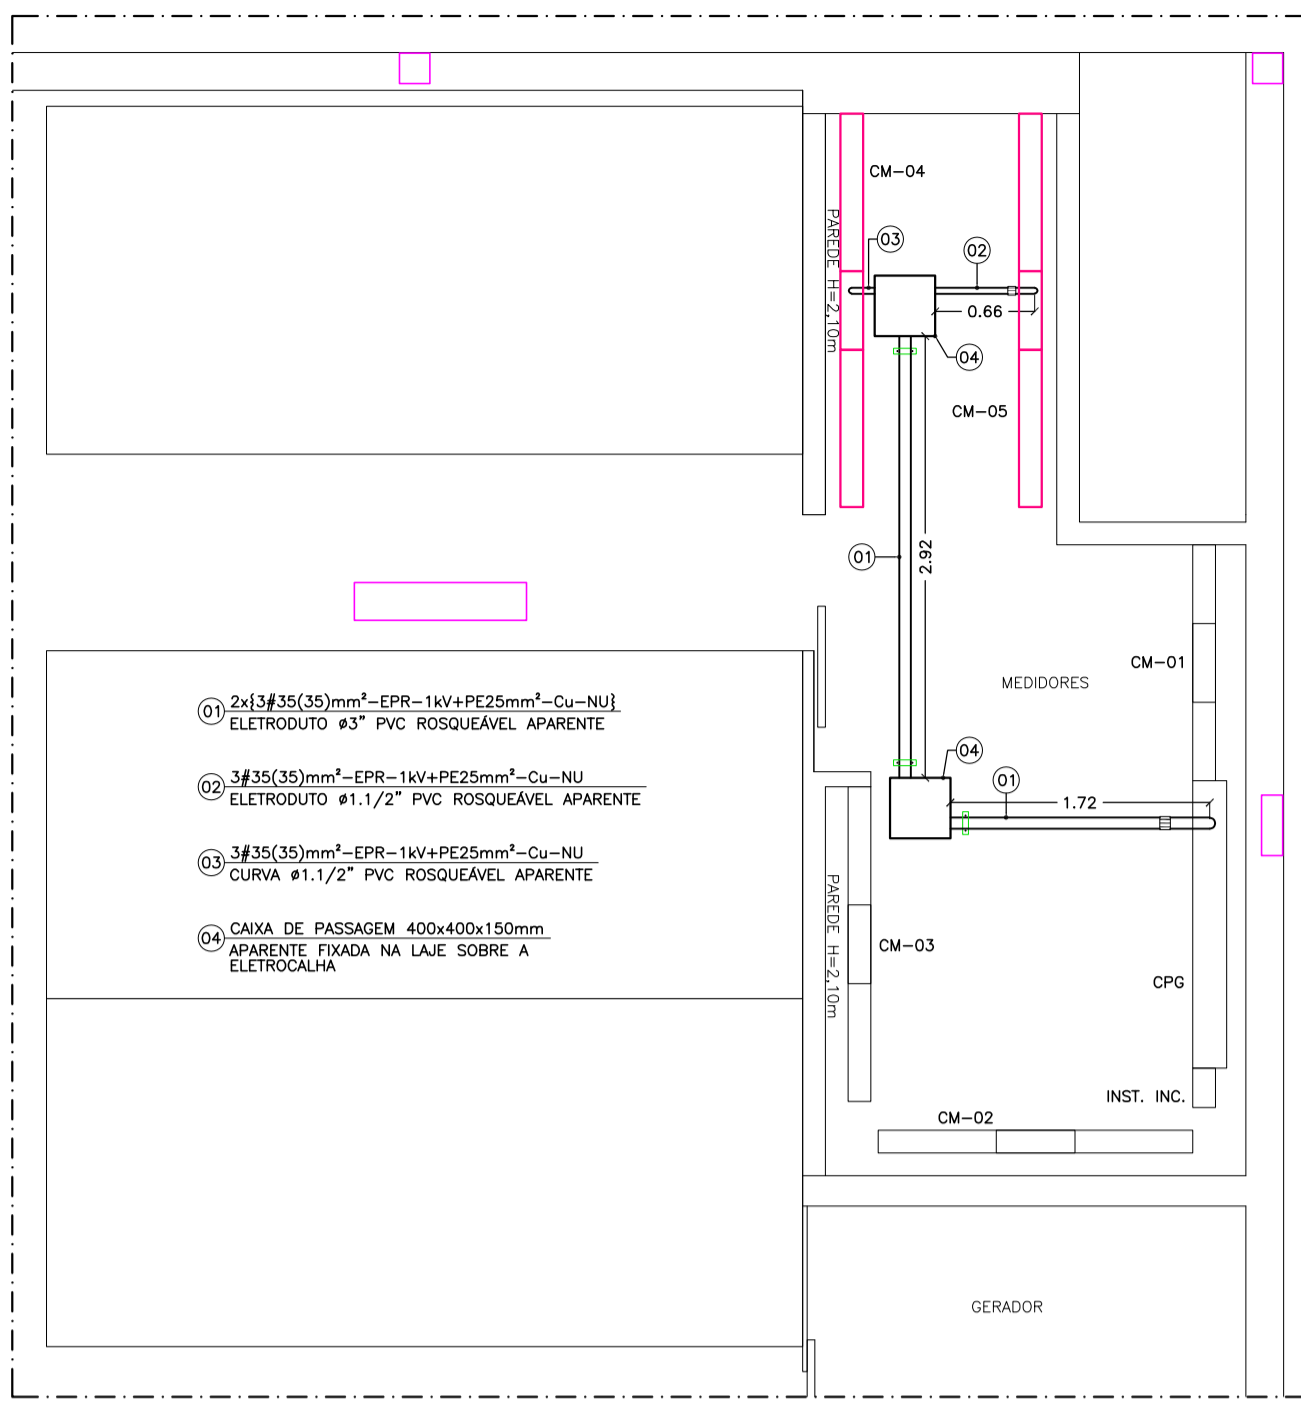 CM-04
PAREDE H=2,10m
03
02
0.66
04
CM-05
01
2.92
CM-01
MEDIDORES
01 2x{3#35(35)mm²-EPR-1kV+PE25mm²-Cu-NU}
ELETRODUTO ø3" PVC ROSQUEÁVEL APARENTE
02 3#35(35)mm²-EPR-1kV+PE25mm²-Cu-NU
ELETRODUTO ø1.1/2" PVC ROSQUEÁVEL APARENTE
03 3#35(35)mm²-EPR-1kV+PE25mm²-Cu-NU
CURVA ø1.1/2" PVC ROSQUEÁVEL APARENTE
04 CAIXA DE PASSAGEM 400x400x150mm
APARENTE FIXADA NA LAJE SOBRE A
ELETROCALHA
04
01
1.72
PAREDE H=2,10m
CM-03
CPG
INST. INC.
CM-02
GERADOR